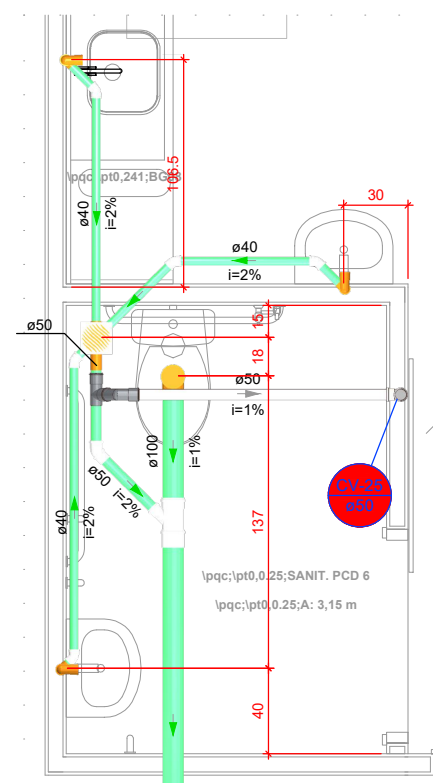 \pqc;\pt0,241;BG
106.5
ø40
i=2%
30
ø40
i=2%
15
ø50
18
ø50
i=1%
ø100
i=1%
CV-25
ø50
ø50
i=2%
ø40
i=2%
137
\pqc;\pt0,0.25;SANIT. PCD 6
\pqc;\pt0,0.25;A: 3,15 m
40